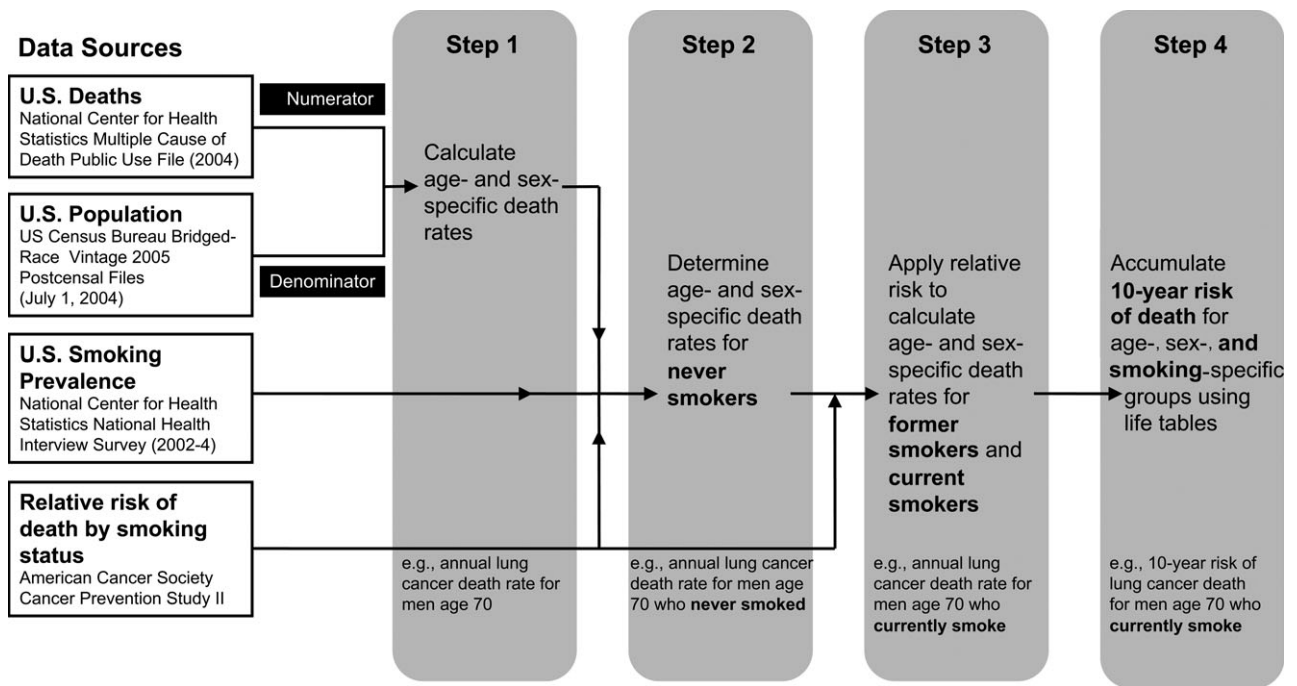 Data Sources
U.S. Deaths
National Center for Health
Statistics Multiple Cause of
Death Public Use File (2004)
U.S. Population
US Census Bureau Bridged-
Race Vintage 2005
Postcensal Files
(July 1, 2004)
U.S. Smoking
Prevalence
National Center for Health
Statistics National Health
Interview Survey (2002-4)
Relative risk of
death by smoking
status
American Cancer Society
Cancer Prevention Study II
Numerator
Denominator
Step 1
Calculate
age- and sex-
specific death
rates
e.g., annual lung
cancer death rate for
men age 70
Step 2
Determine
age- and sex-
specific death
rates for
never
smokers
e.g., annual lung cancer
death rate for men age
70 who never smoked
Step 3
Apply relative
risk to
calculate
age- and sex-
specific death
rates for
former
smokers and
current
smokers
e.g., annual lung
cancer death rate for
men age 70 who
currently smoke
Step 4
Accumulate
10-year risk
of death for
age-, sex-, and
smoking-specific
groups using
life tables
e.g., 10-year risk of
lung cancer death
for men age 70 who
currently smoke